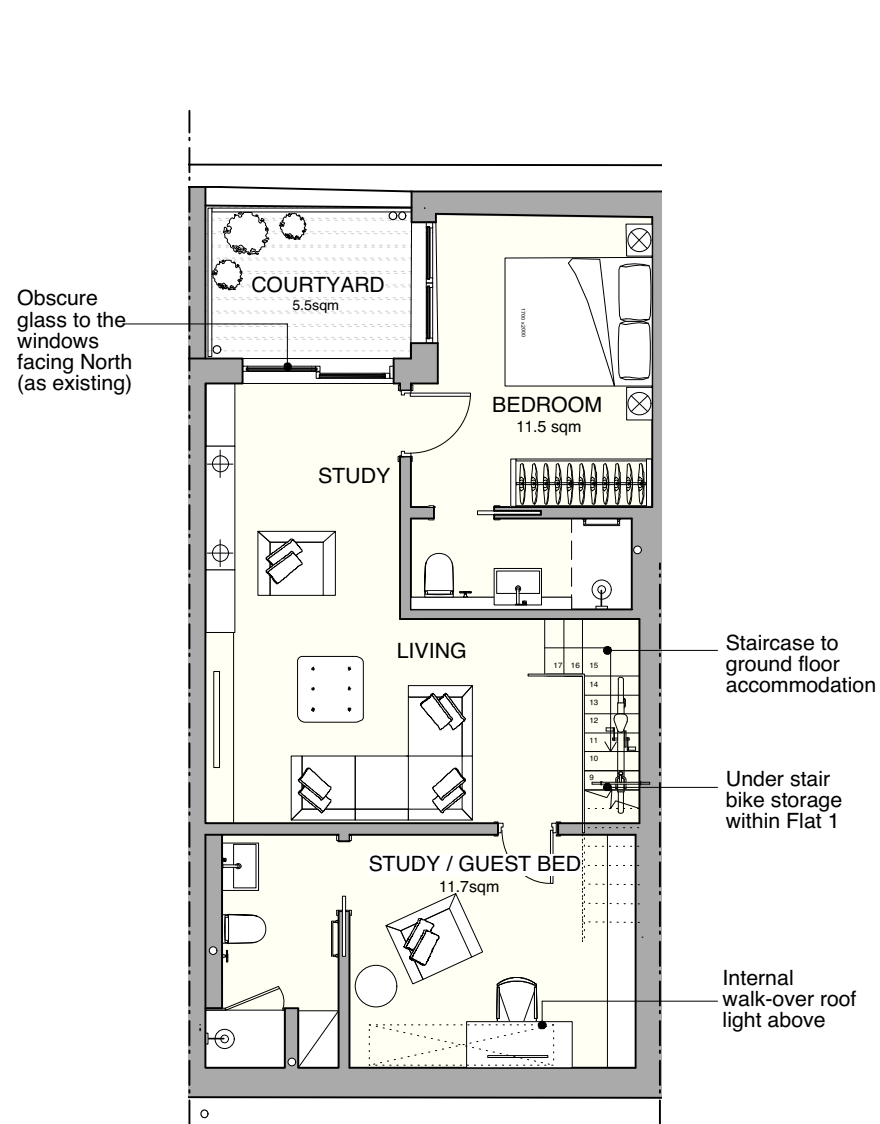 COURTYARD
5.5sqm
Obscure
glass to the
windows
facing North
(as existing)
1700 x2000
BEDROOM
11.5 sqm
STUDY
LIVING
17 16 15
14
13
12
11
10
9
Staircase to
ground floor
accommodation
Under stair
bike storage
within Flat 1
STUDY / GUEST BED
11.7sqm
Internal
walk-over roof
light above